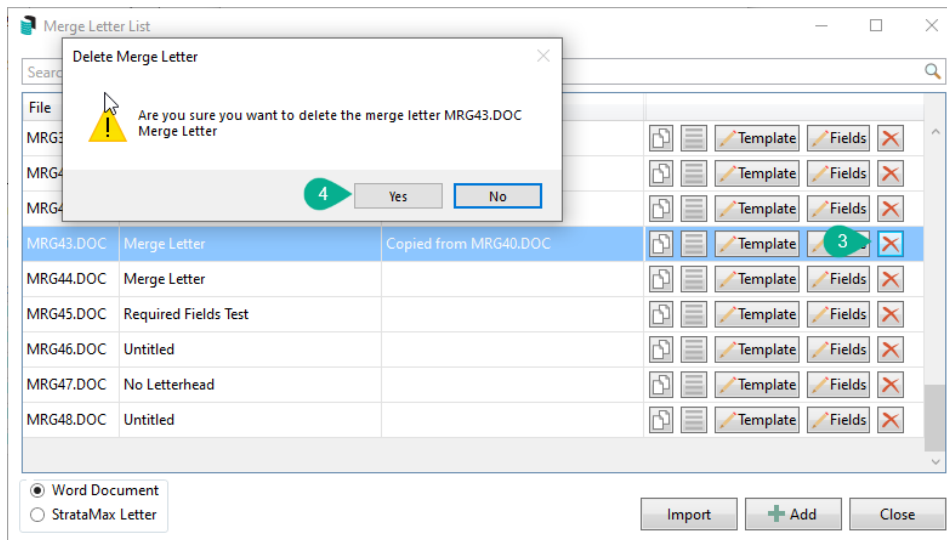 Merge Letter List
Delete Merge Letter
Searc
Are you sure you want to delete the merge letter MRG43.DOC
Merge Letter
4 Yes No
File
MRG3 Template Fields
MRG4 Template Fields
MRG4 Template Fields
MRG43.DOC Merge Letter Copied from MRG40.DOC Template 3
MRG44.DOC Merge Letter Template Fields
MRG45.DOC Required Fields Test Template Fields
MRG46.DOC Untitled Template Fields
MRG47.DOC No Letterhead Template Fields
MRG48.DOC Untitled Template Fields
Word Document
StrataMax Letter
Import Add Close